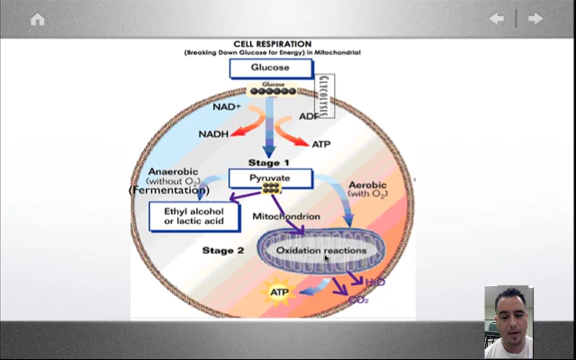 CELL RESPIRATION
(Breaking Down Glucose for Energy) in Mitochondrial
Glucose
Glucose
GLYCOLYSIS
NAD+
ADP
NADH
ATP
Stage 1
Anaerobic
(without O2)
(Fermentation)
Pyruvate
Aerobic
(with O2)
Ethyl alcohol
or lactic acid
Mitochondrion
Stage 2
Oxidation reactions
ATP
H2O
CO2